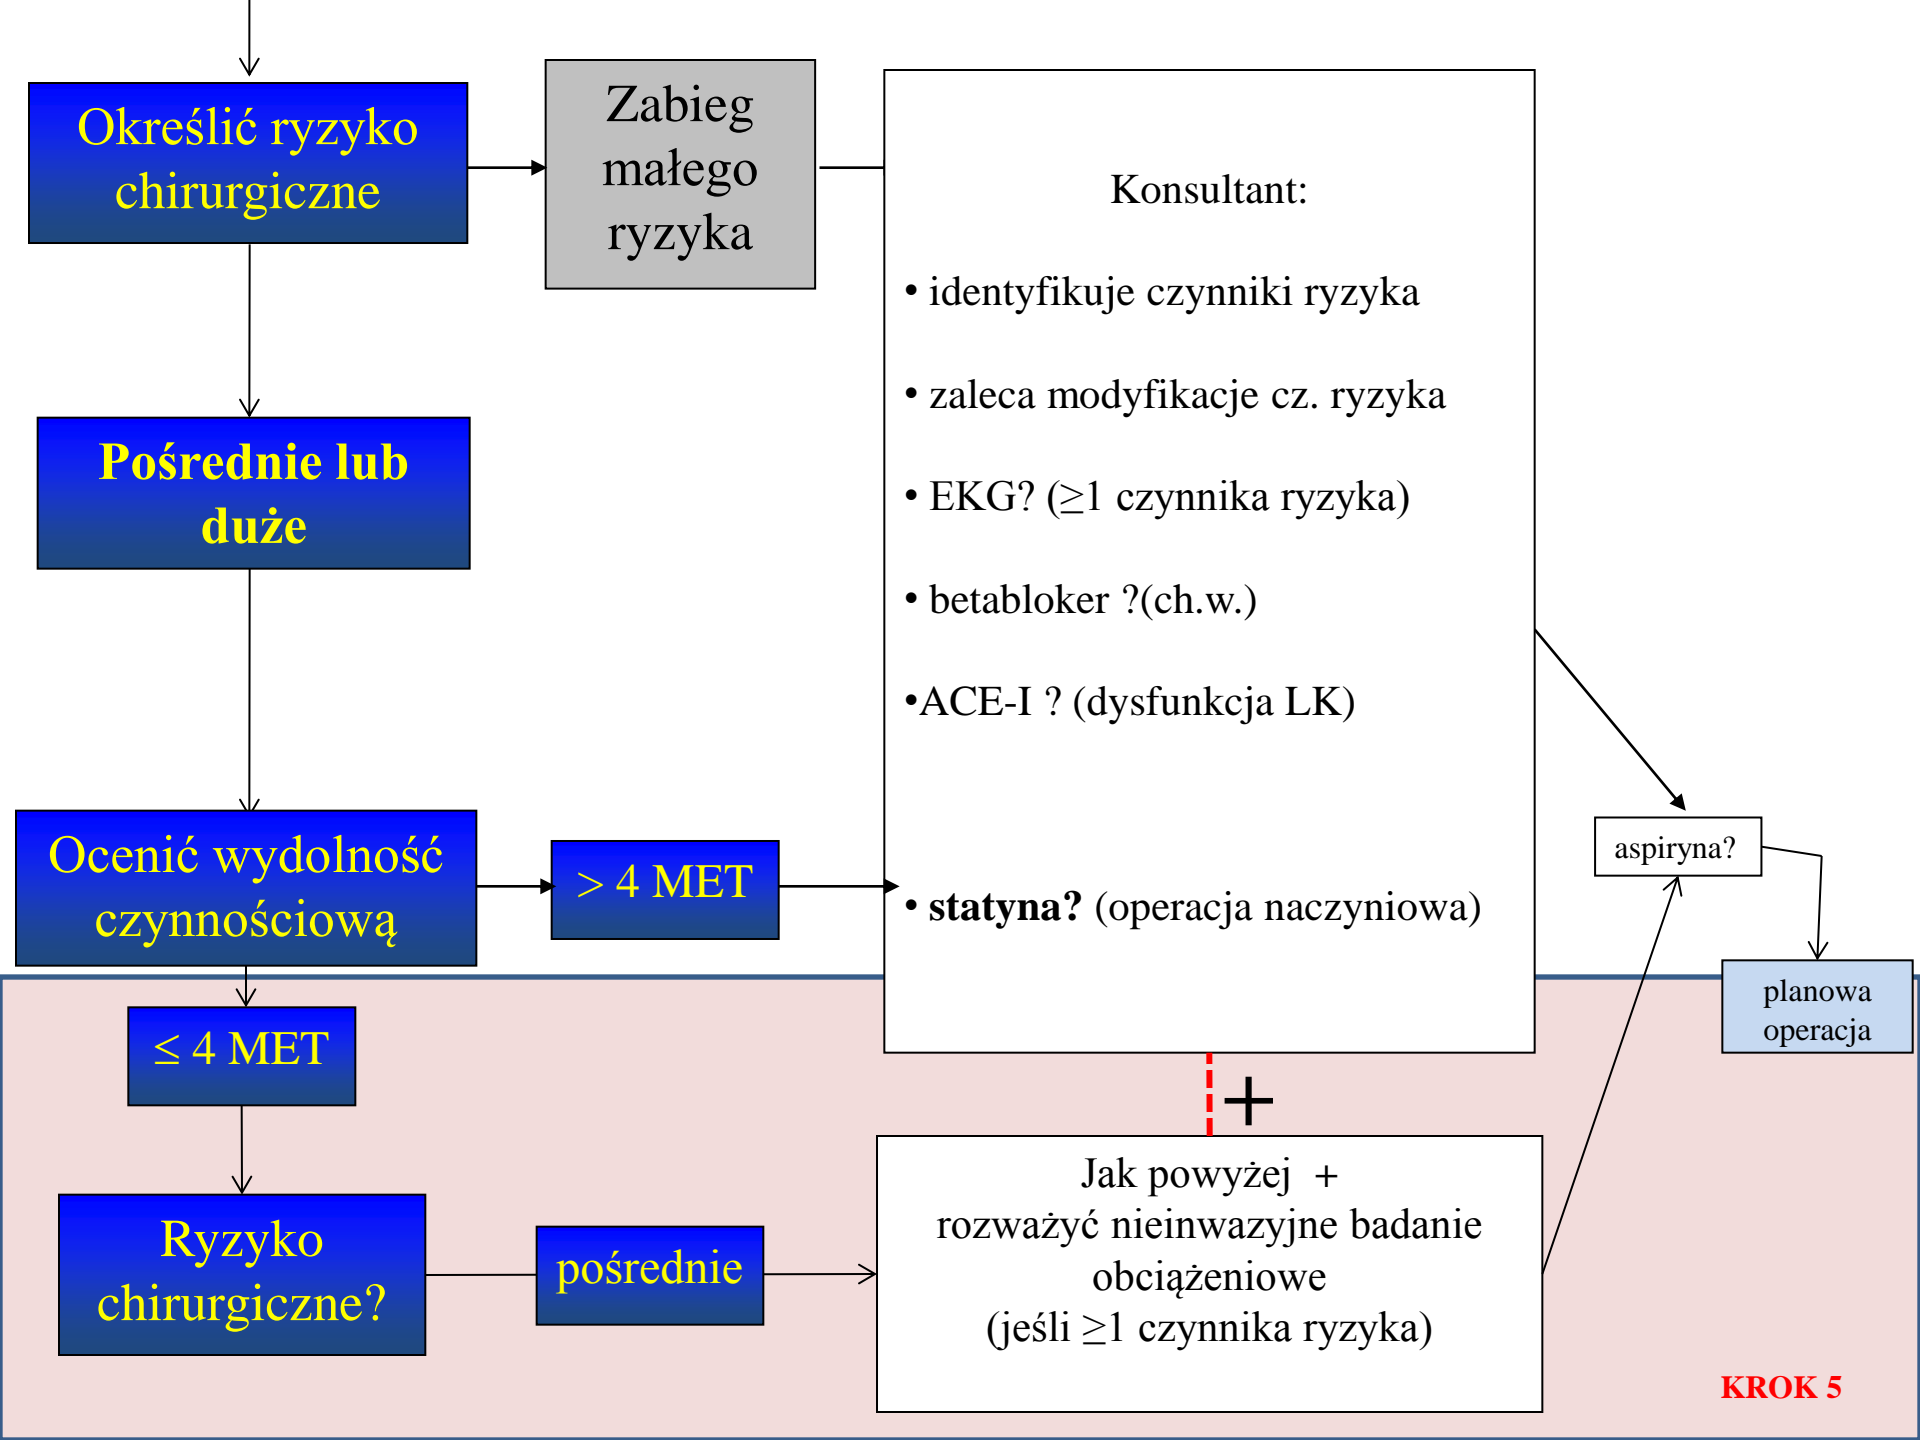 Określić ryzyko
chirurgiczne
Zabieg
małego
ryzyka
Konsultant:
• identyfikuje czynniki ryzyka
• zaleca modyfikacje cz. ryzyka
• EKG? (≥1 czynnika ryzyka)
• betabloker ?(ch.w.)
•ACE-I ? (dysfunkcja LK)
• statyna? (operacja naczyniowa)
Pośrednie lub
duże
Ocenić wydolność
czynnościową
> 4 MET
aspiryna?
planowa
operacja
≤ 4 MET
+
Ryzyko
chirurgiczne?
pośrednie
Jak powyżej +
rozważyć nieinwazyjne badanie
obciążeniowe
(jeśli ≥1 czynnika ryzyka)
KROK 5